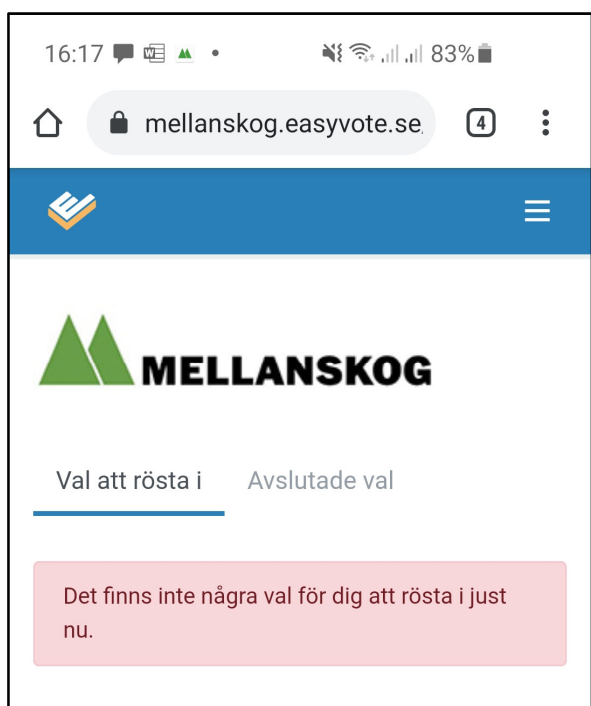 16:17 83%
mellanskog.easyvote.se 4
MELLANSKOG
Val att rösta i Avslutade val
Det finns inte några val för dig att rösta i just
nu.